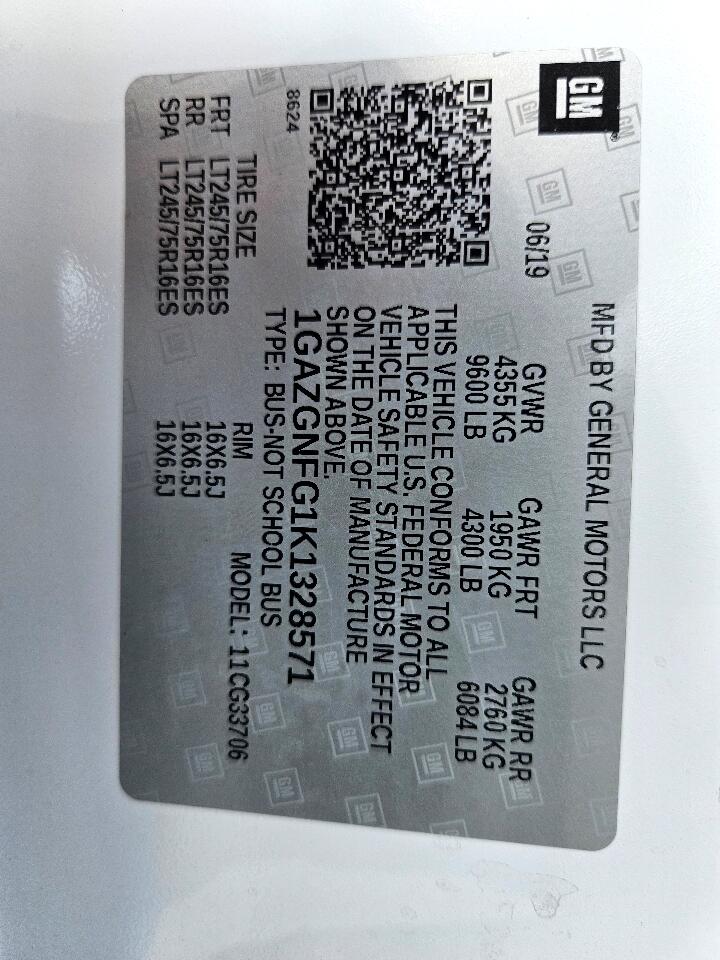 GM
MFD BY GENERAL MOTORS LLC
06/19
GVWR GAWR FRT GAWR RR
4355 KG 1950 KG 2760 KG
9600 LB 4300 LB 6084 LB
THIS VEHICLE CONFORMS TO ALL
APPLICABLE U.S. FEDERAL MOTOR
VEHICLE SAFETY STANDARDS IN EFFECT
ON THE DATE OF MANUFACTURE
SHOWN ABOVE.
8624
1GAZGNFG1K1328571
TYPE: BUS-NOT SCHOOL BUS
MODEL: 11CG33706
TIRE SIZE RIM
FRT LT245/75R16ES 16X6.5J
RR LT245/75R16ES 16X6.5J
SPA LT245/75R16ES 16X6.5J